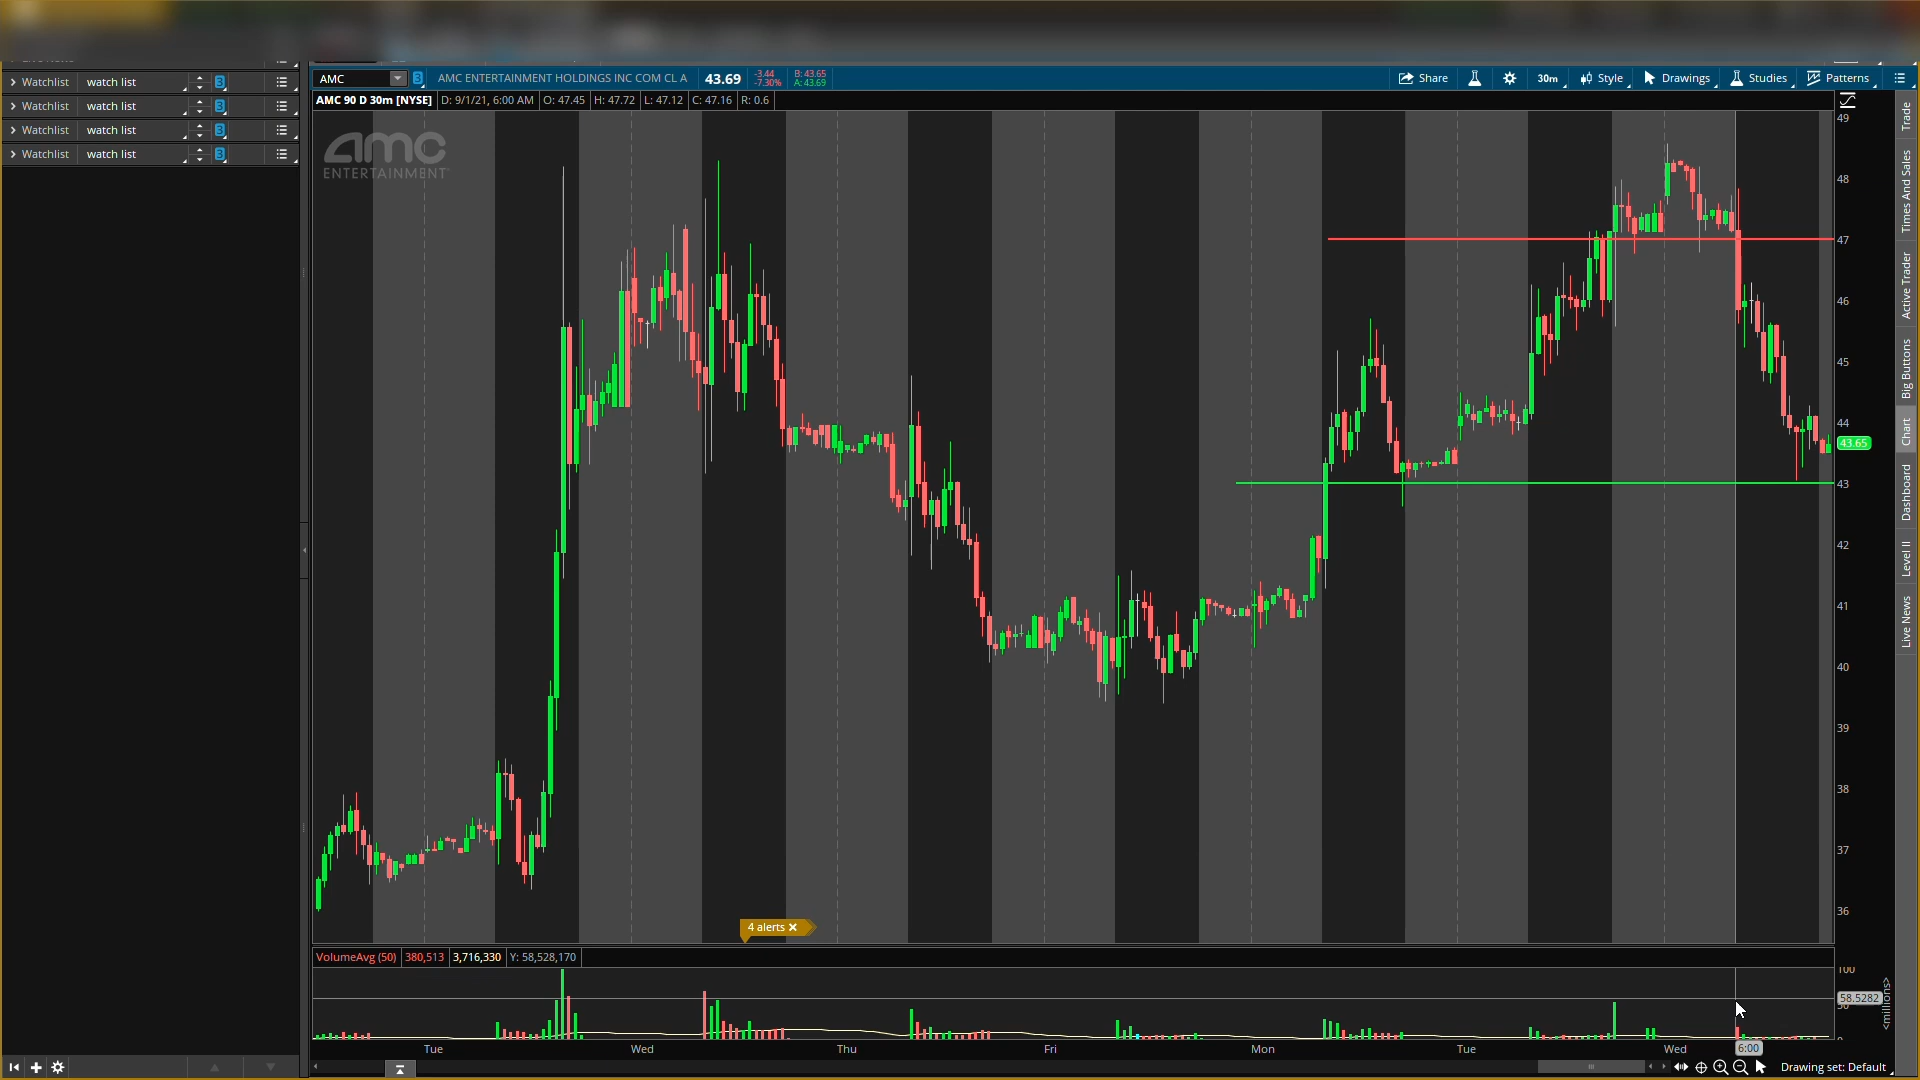 Watchlist watch list 3
Watchlist watch list 3
Watchlist watch list 3
Watchlist watch list 3
AMC 3 AMC ENTERTAINMENT HOLDINGS INC COM CL A 43.69 -3.44 -7.30% B: 43.65 A: 43.69 Share 30m Style Drawings Studies Patterns
AMC 90 D 30m [NYSE] D: 9/1/21, 6:00 AM O: 47.45 H: 47.72 L: 47.12 C: 47.16 R: 0.6
amc
ENTERTAINMENT
49
48
47
46
45
44
43.65
43
42
41
40
39
38
37
36
4 alerts
VolumeAvg (50) 380,513 3,716,330 Y: 58,528,170
100
58.5282
<millions>
Tue Wed Thu Fri Mon Tue Wed 6:00
Drawing set: Default
Trade
Times And Sales
Active Trader
Big Buttons
Chart
Dashboard
Level II
Live News